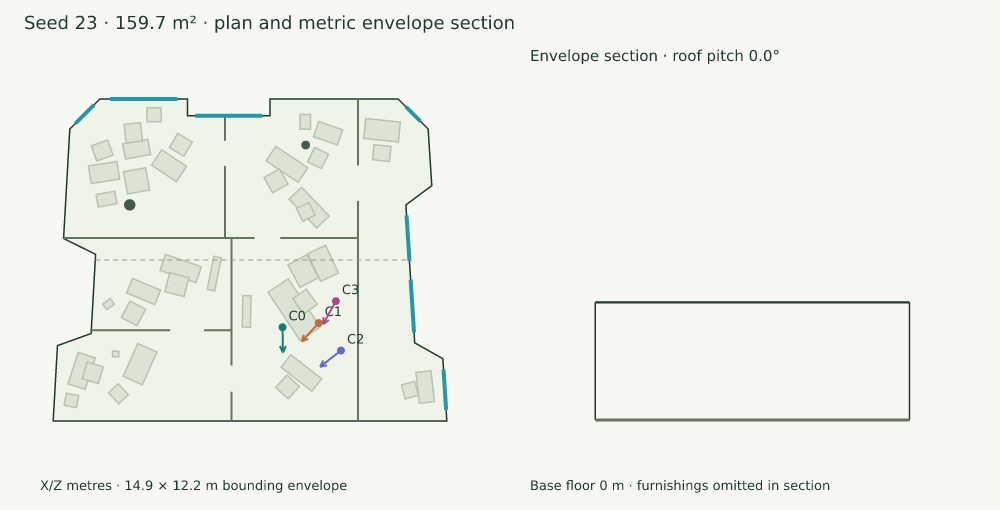 Seed 23 · 159.7 m² · plan and metric envelope section
Envelope section · roof pitch 0.0°
C3
C0
C1
C2
X/Z metres · 14.9 × 12.2 m bounding envelope
Base floor 0 m · furnishings omitted in section